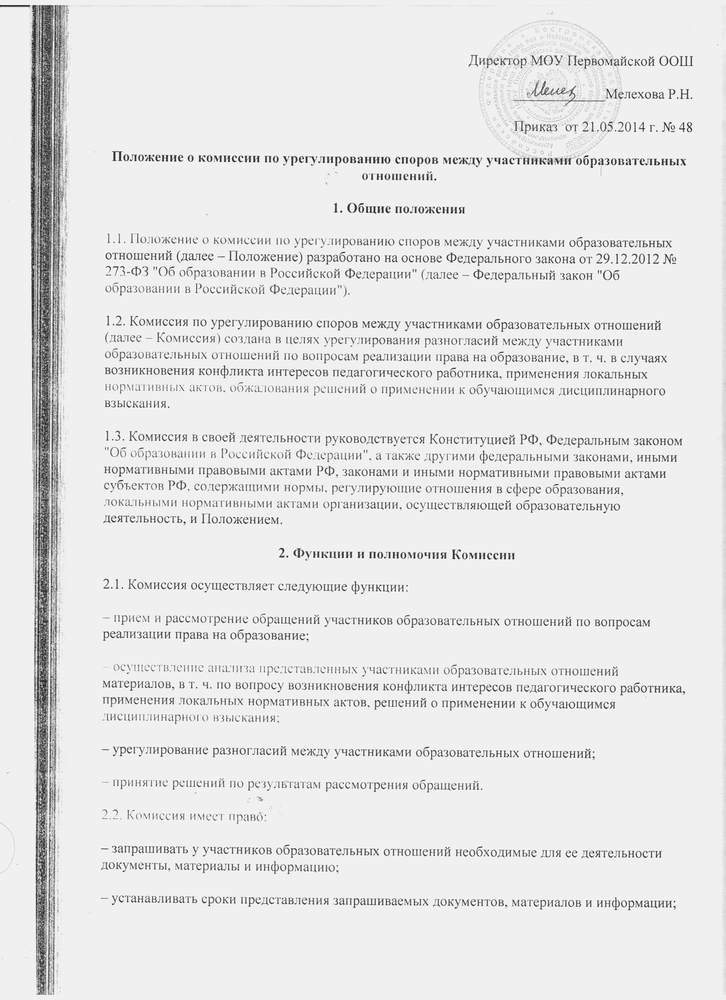 Директор МОУ Первомайской ООШ
Мелехова Р.Н.
Приказ от 21.05.2014 г. № 48
Положение о комиссии по урегулированию споров между участниками образовательных
отношений.
1. Общие положения
1.1. Положение о комиссии по урегулированию споров между участниками образовательных
отношений (далее – Положение) разработано на основе Федерального закона от 29.12.2012 №
273-ФЗ "Об образовании в Российской Федерации" (далее – Федеральный закон "Об
образовании в Российской Федерации").
1.2. Комиссия по урегулированию споров между участниками образовательных отношений
(далее – Комиссия) создана в целях урегулирования разногласий между участниками
образовательных отношений по вопросам реализации права на образование, в т. ч. в случаях
возникновения конфликта интересов педагогического работника, применения локальных
нормативных актов, обжалования решений о применении к обучающимся дисциплинарного
взыскания.
1.3. Комиссия в своей деятельности руководствуется Конституцией РФ, Федеральным законом
"Об образовании в Российской Федерации", а также другими федеральными законами, иными
нормативными правовыми актами РФ, законами и иными нормативными правовыми актами
субъектов РФ, содержащими нормы, регулирующие отношения в сфере образования,
локальными нормативными актами организации, осуществляющей образовательную
деятельность, и Положением.
2. Функции и полномочия Комиссии
2.1. Комиссия осуществляет следующие функции:
– прием и рассмотрение обращений участников образовательных отношений по вопросам
реализации права на образование;
– осуществление анализа представленных участниками образовательных отношений
материалов, в т. ч. по вопросу возникновения конфликта интересов педагогического работника,
применения локальных нормативных актов, решений о применении к обучающимся
дисциплинарного взыскания;
– урегулирование разногласий между участниками образовательных отношений;
– принятие решений по результатам рассмотрения обращений.
2.2. Комиссия имеет право:
– запрашивать у участников образовательных отношений необходимые для ее деятельности
документы, материалы и информацию;
– устанавливать сроки представления запрашиваемых документов, материалов и информации;
Российская Федерация * Костромская область